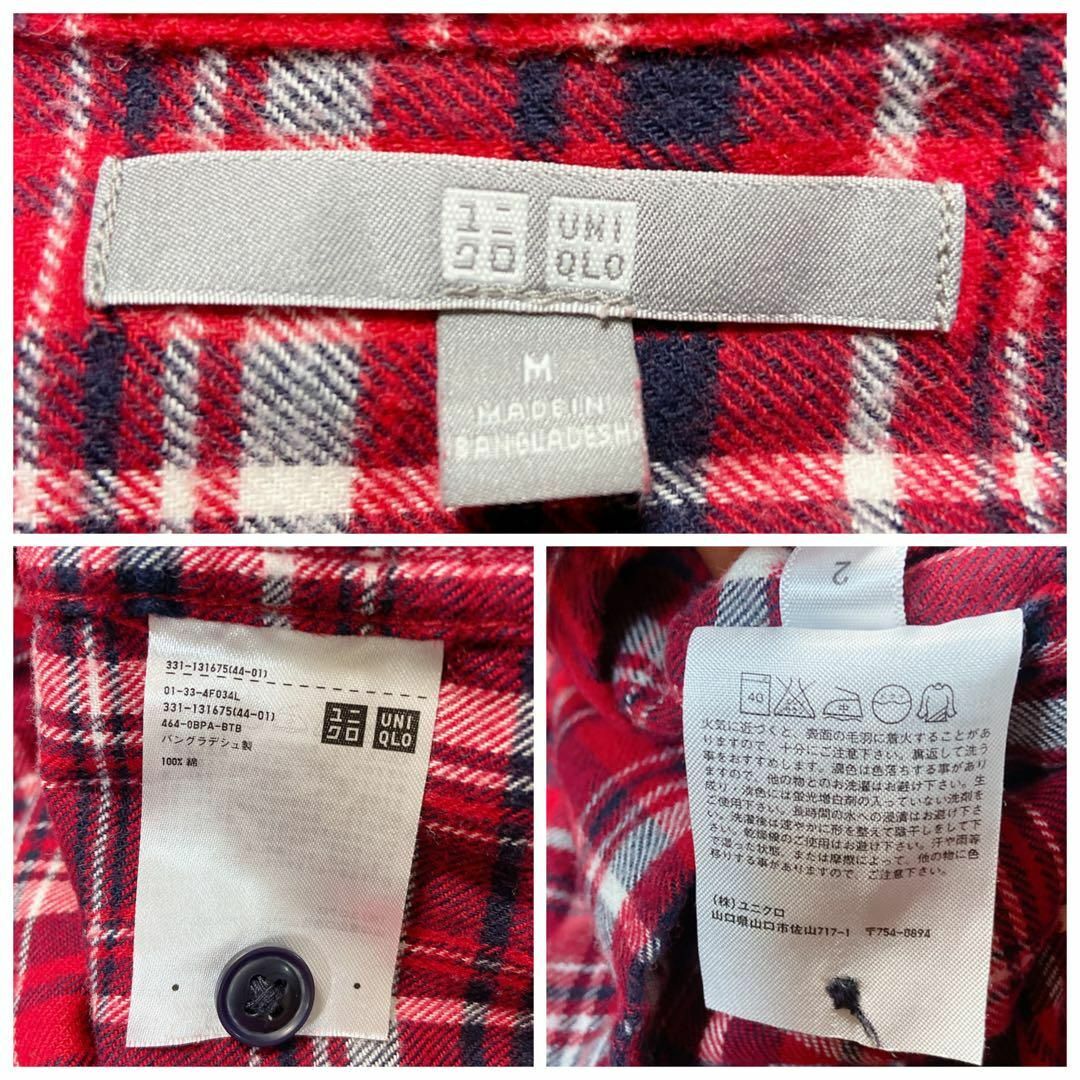 ユニ
クロ
UNI
QLO
M
MADE IN
BANGLADESH
331-131675(44-01)
01-33-4F034L
331-131675(44-01)
464-0BPA-BTB
バングラデシュ製
100% 綿
ユニ
クロ
UNI
QLO
2
40 中
火気に近づくと、表面の毛羽に着火することがあ
りますので、十分にご注意下さい。裏返して洗う
事をおすすめします。濃色は色落ちする事があり
ますので、他の物とのお洗濯はお避け下さい。生
成り、淡色には蛍光増白剤の入っていない洗剤を
ご使用下さい。長時間の水への浸漬はお避け下さ
い。洗濯後は速やかに形を整えて陰干しをして下
さい。乾燥機のご使用はお避け下さい。汗や雨等
で湿った状態、または摩擦によって、他の物に色
移りする事がありますので、ご注意下さい。
(株)ユニクロ
山口県山口市佐山717-1 〒754-0894